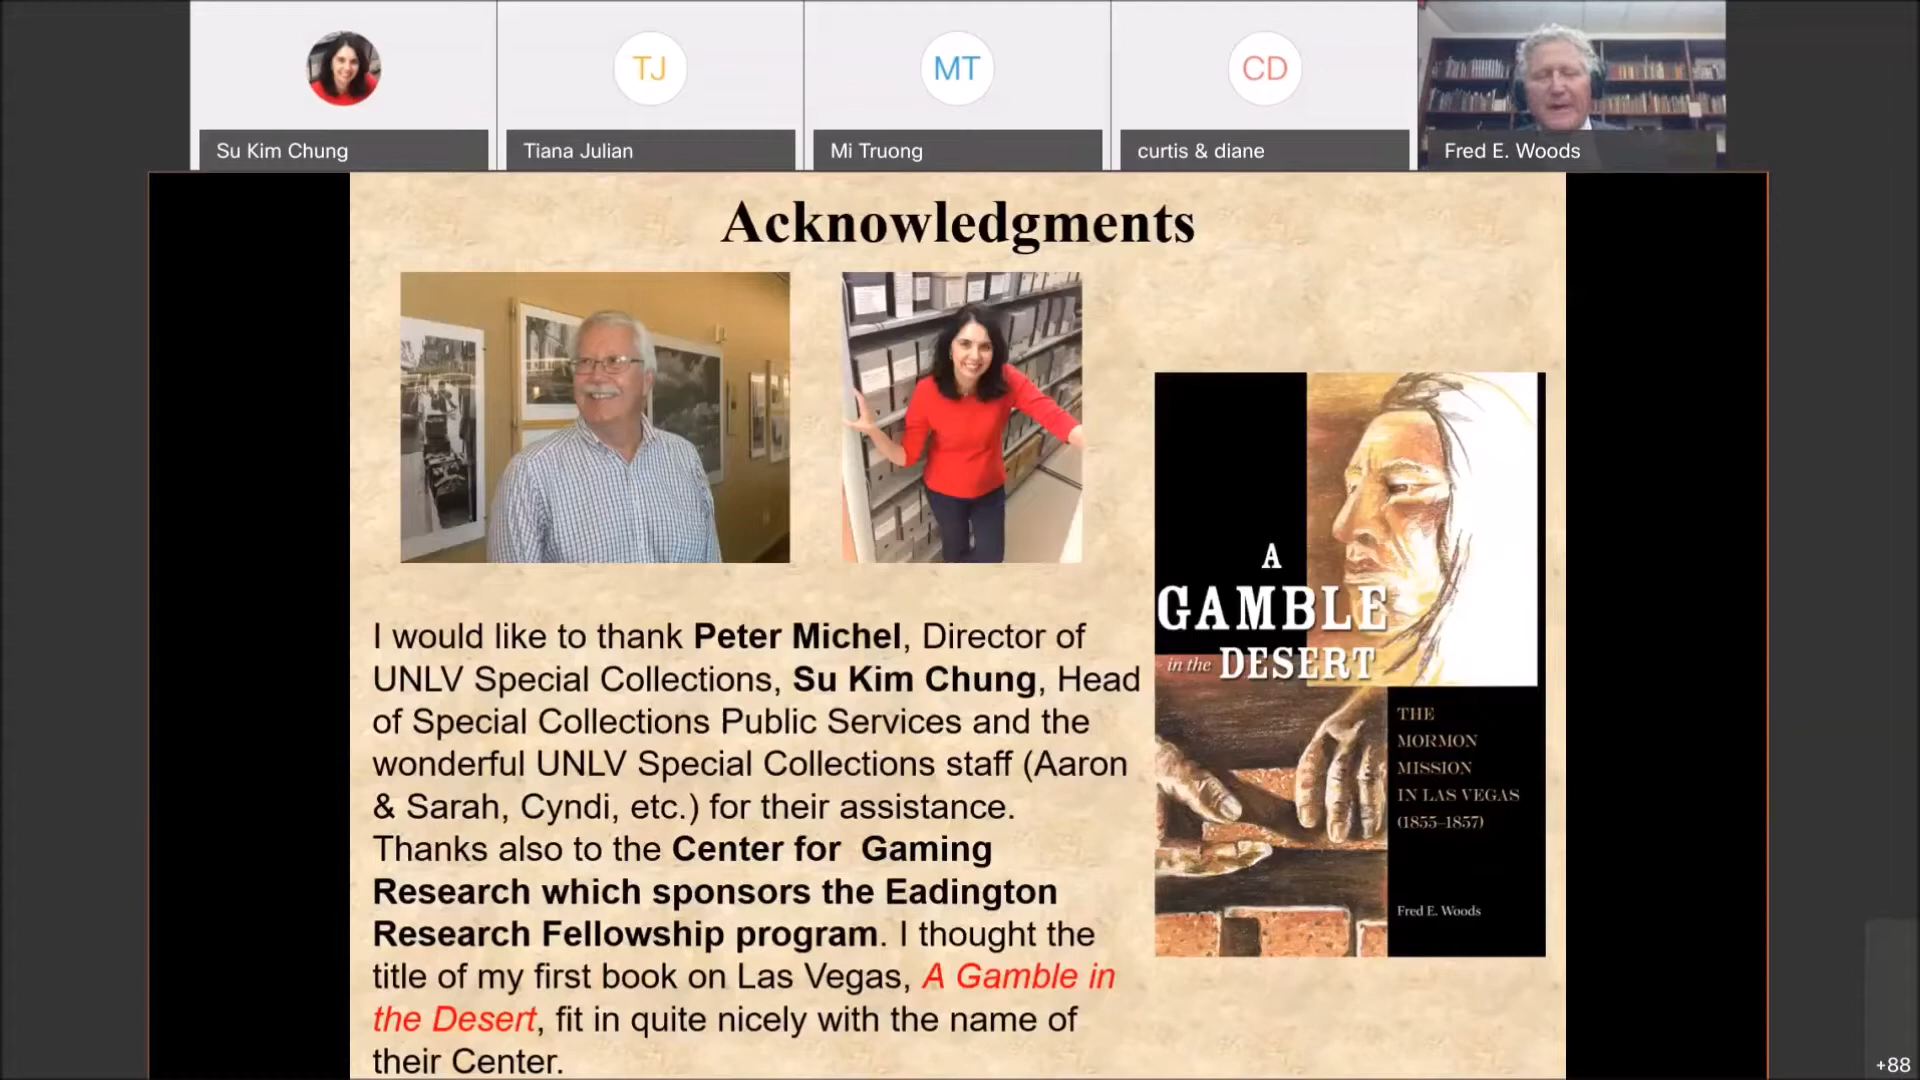 TJ
MT
CD
Su Kim Chung
Tiana Julian
Mi Truong
curtis & diane
Fred E. Woods
Acknowledgments
I would like to thank Peter Michel, Director of
UNLV Special Collections, Su Kim Chung, Head
of Special Collections Public Services and the
wonderful UNLV Special Collections staff (Aaron
& Sarah, Cyndi, etc.) for their assistance.
Thanks also to the Center for  Gaming
Research which sponsors the Eadington
Research Fellowship program. I thought the
title of my first book on Las Vegas, A Gamble in
the Desert, fit in quite nicely with the name of
their Center.
A
GAMBLE
in the DESERT
THE
MORMON
MISSION
IN LAS VEGAS
(1855–1857)
Fred E. Woods
+88